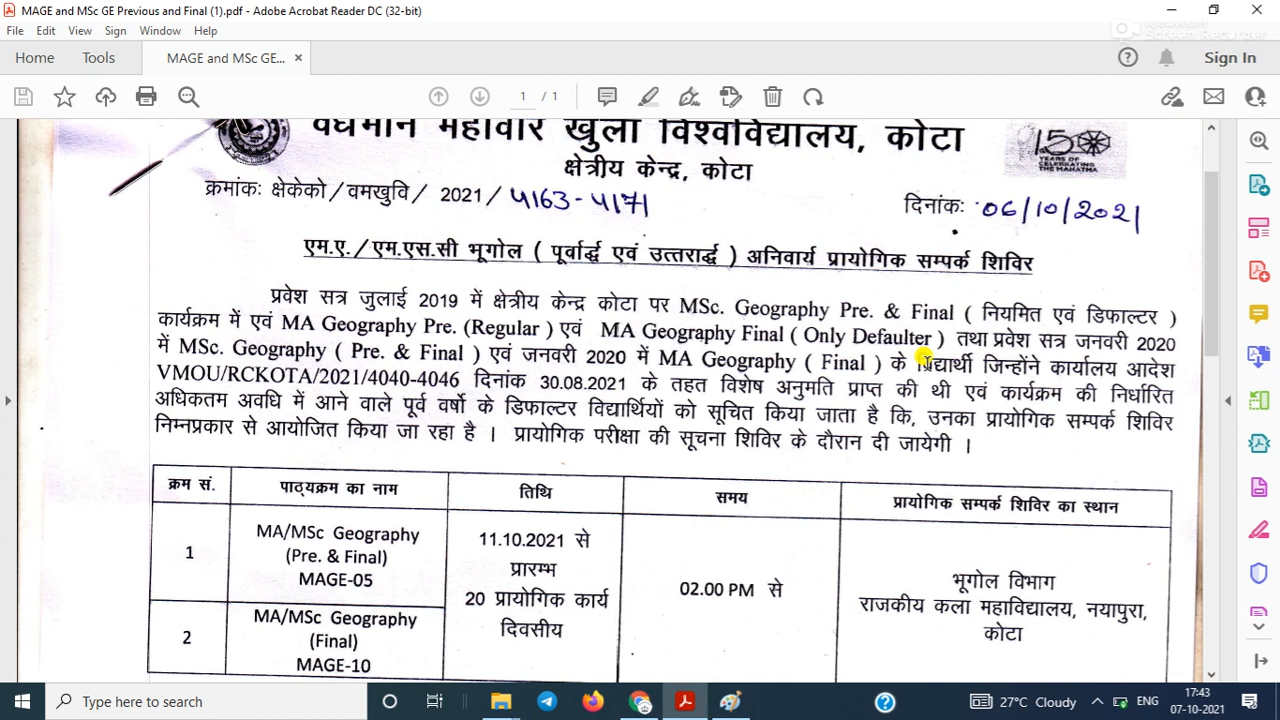 MAGE and MSc GE Previous and Final (1).pdf - Adobe Acrobat Reader DC (32-bit)
File Edit View Sign Window Help
Home Tools MAGE and MSc GE... × Sign In
1 / 1
वर्धमान महावीर खुला विश्वविद्यालय, कोटा
क्षेत्रीय केन्द्र, कोटा
150
YEARS OF
CELEBRATING
THE MAHATMA
क्रमांकः क्षेकेको/वमखुवि/ 2021/ 4163-4171
दिनांकः 06/10/2021
एम.ए./एम.एस.सी भूगोल ( पूर्वार्द्ध एवं उत्तरार्द्ध ) अनिवार्य प्रायोगिक सम्पर्क शिविर
प्रवेश सत्र जुलाई 2019 में क्षेत्रीय केन्द्र कोटा पर MSc. Geography Pre. & Final ( नियमित एवं डिफाल्टर )
कार्यक्रम में एवं MA Geography Pre. (Regular ) एवं MA Geography Final ( Only Defaulter ) तथा प्रवेश सत्र जनवरी 2020
में MSc. Geography ( Pre. & Final ) एवं जनवरी 2020 में MA Geography ( Final ) के विद्यार्थी जिन्होंने कार्यालय आदेश
VMOU/RCKOTA/2021/4040-4046 दिनांक 30.08.2021 के तहत विशेष अनुमति प्राप्त की थी एवं कार्यक्रम की निर्धारित
अधिकतम अवधि में आने वाले पूर्व वर्षो के डिफाल्टर विद्यार्थियों को सूचित किया जाता है कि, उनका प्रायोगिक सम्पर्क शिविर
निम्नप्रकार से आयोजित किया जा रहा है । प्रायोगिक परीक्षा की सूचना शिविर के दौरान दी जायेगी ।
क्रम सं. पाठ्यक्रम का नाम तिथि समय प्रायोगिक सम्पर्क शिविर का स्थान
1 MA/MSc Geography
(Pre. & Final)
MAGE-05
2 MA/MSc Geography
(Final)
MAGE-10
11.10.2021 से
प्रारम्भ
20 प्रायोगिक कार्य
दिवसीय
02.00 PM से
भूगोल विभाग
राजकीय कला महाविद्यालय, नयापुरा,
कोटा
Type here to search
27°C Cloudy ENG 17:43
07-10-2021